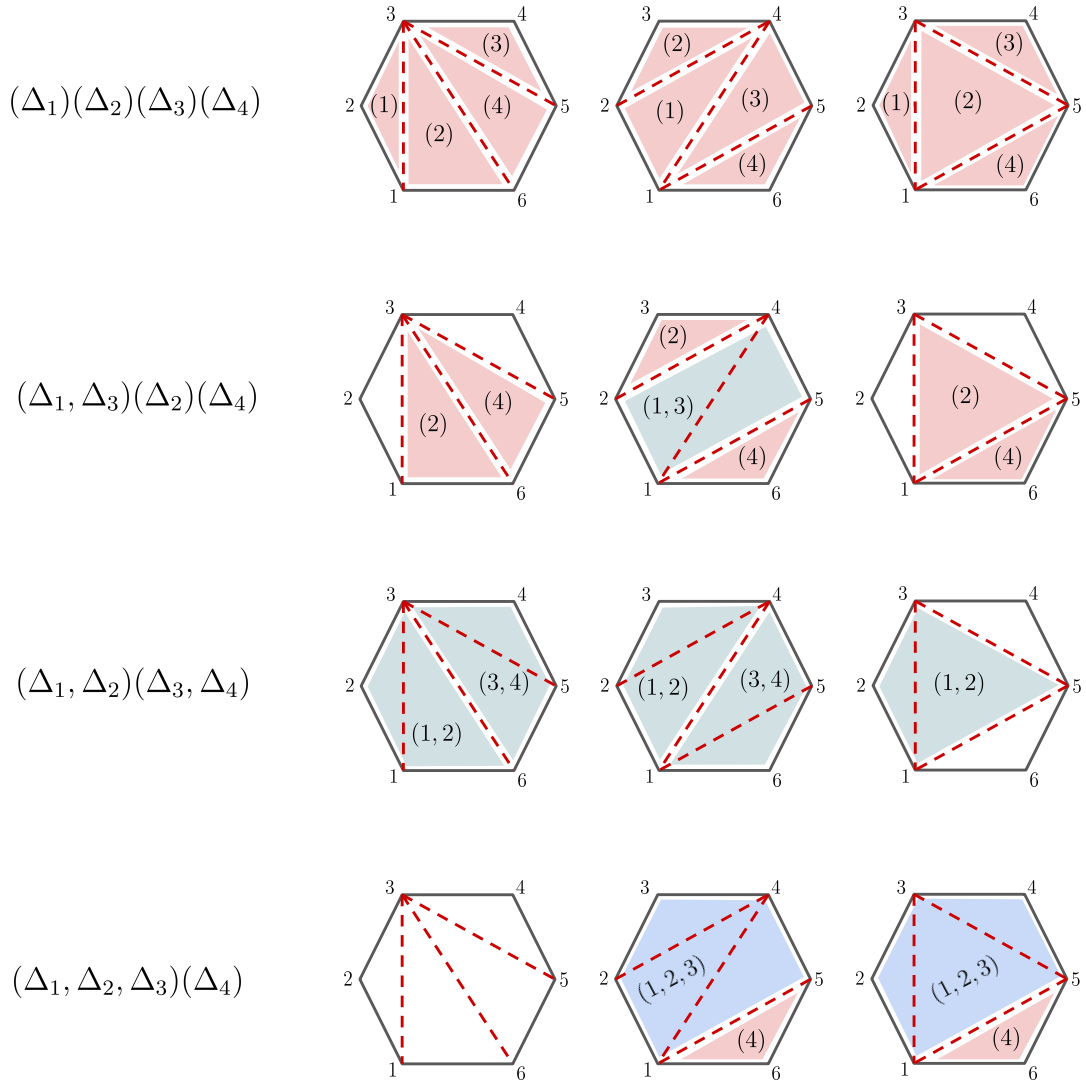 (Δ₁)(Δ₂)(Δ₃)(Δ₄)
3 4
(3)
2 (1) (4) 5
(2)
1 6
3 4
(2)
2 (1) (3) 5
(4)
1 6
3 4
(3)
2 (1) (2) 5
(4)
1 6
(Δ₁, Δ₃)(Δ₂)(Δ₄)
3 4
2 (4) 5
(2)
1 6
3 4
(2)
2 (1, 3) 5
(4)
1 6
3 4
2 (2) 5
(4)
1 6
(Δ₁, Δ₂)(Δ₃, Δ₄)
3 4
2 (3, 4) 5
(1, 2)
1 6
3 4
2 (1, 2) (3, 4) 5
1 6
3 4
2 (1, 2) 5
1 6
(Δ₁, Δ₂, Δ₃)(Δ₄)
3 4
2 5
1 6
3 4
2 (1, 2, 3) 5
(4)
1 6
3 4
2 (1, 2, 3) 5
(4)
1 6